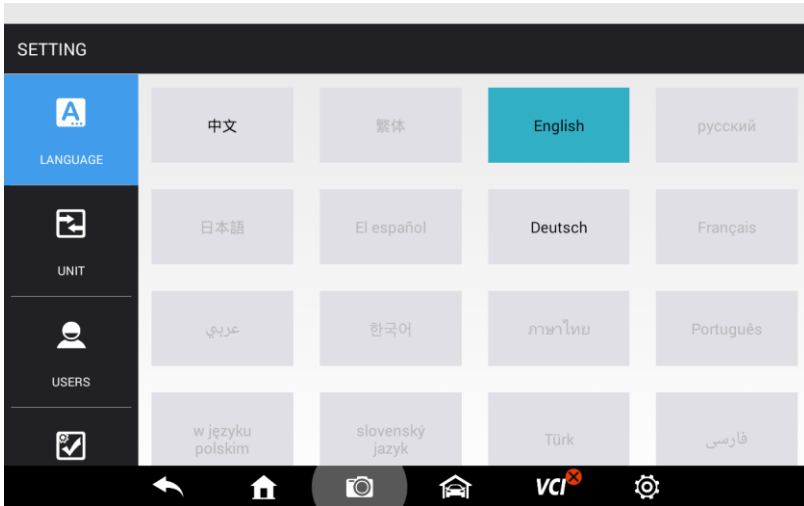 SETTING
LANGUAGE
UNIT
USERS
中文
繁体
English
русский
日本語
El español
Deutsch
Français
عربي
한국어
ภาษาไทย
Português
w języku
polskim
slovenský
jazyk
Türk
فارسی
VCI